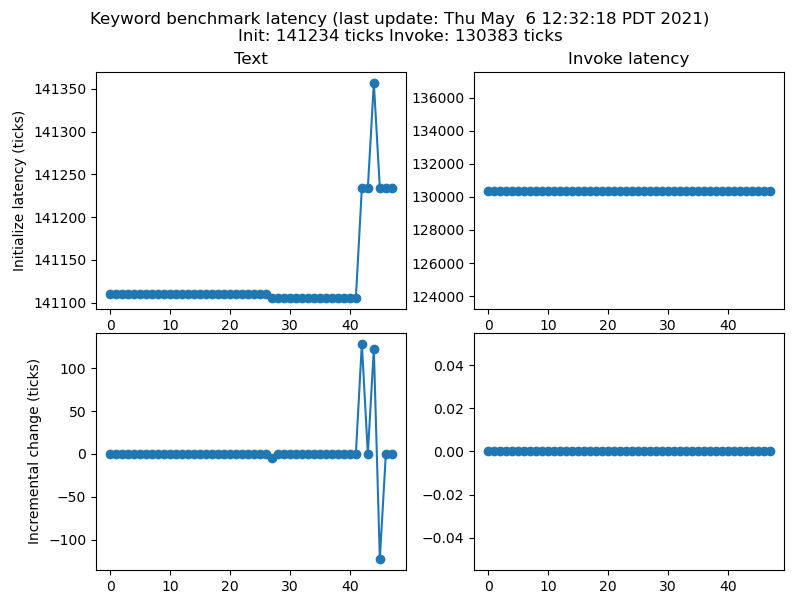 Keyword benchmark latency (last update: Thu May  6 12:32:18 PDT 2021)
Init: 141234 ticks Invoke: 130383 ticks
Text
Invoke latency
Initialize latency (ticks)
141350
141300
141250
141200
141150
141100
0 10 20 30 40
136000
134000
132000
130000
128000
126000
124000
0 10 20 30 40
Incremental change (ticks)
100
50
0
−50
−100
0 10 20 30 40
0.04
0.02
0.00
−0.02
−0.04
0 10 20 30 40